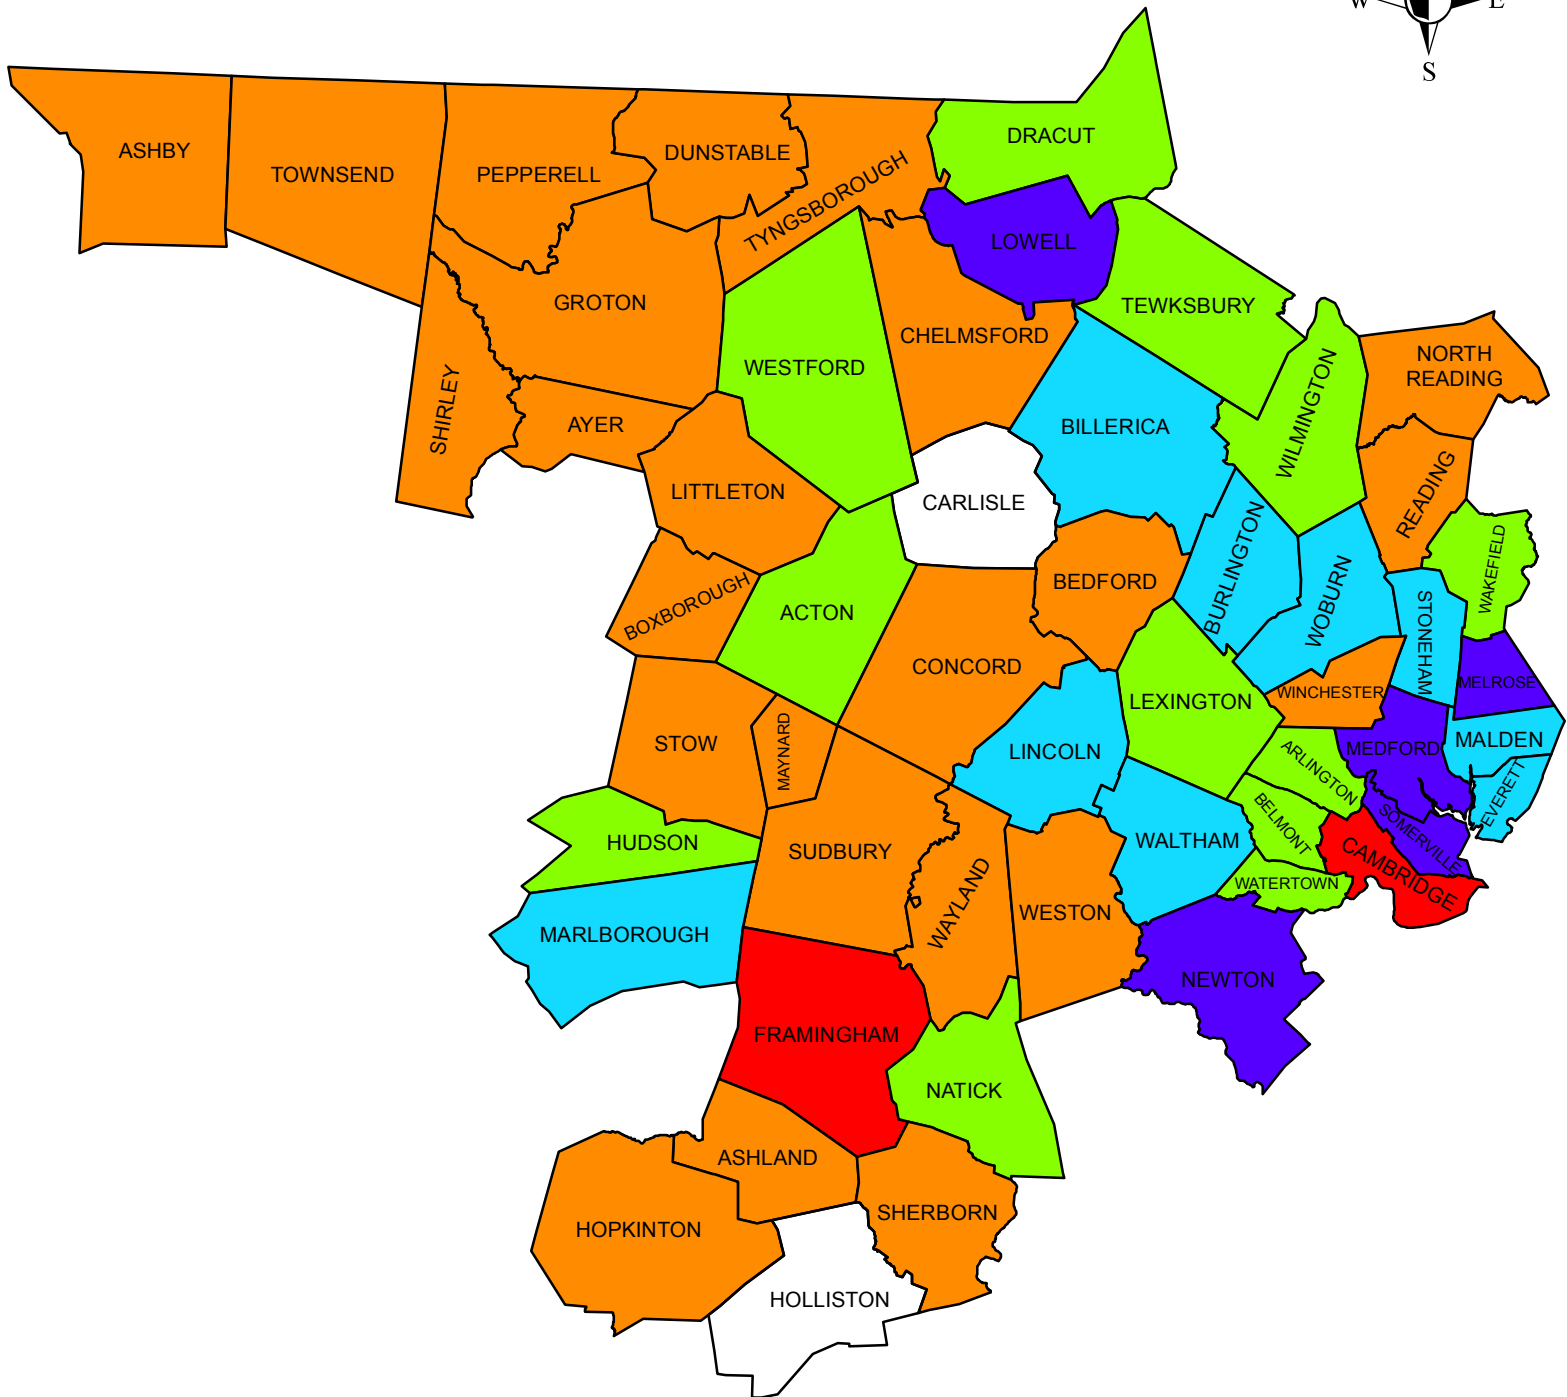 W
E
S
DRACUT
ASHBY
TOWNSEND
PEPPERELL
DUNSTABLE
TYNGSBOROUGH
LOWELL
GROTON
TEWKSBURY
CHELMSFORD
WESTFORD
NORTH
READING
WILMINGTON
SHIRLEY
AYER
BILLERICA
LITTLETON
CARLISLE
READING
BURLINGTON
WAKEFIELD
BEDFORD
WOBURN
BOXBOROUGH
ACTON
STONEHAM
CONCORD
WINCHESTER
MELROSE
LEXINGTON
STOW
MAYNARD
LINCOLN
ARLINGTON
MEDFORD
MALDEN
EVERETT
HUDSON
SUDBURY
WALTHAM
BELMONT
SOMERVILLE
CAMBRIDGE
WATERTOWN
WAYLAND
WESTON
MARLBOROUGH
NEWTON
FRAMINGHAM
NATICK
ASHLAND
SHERBORN
HOPKINTON
HOLLISTON